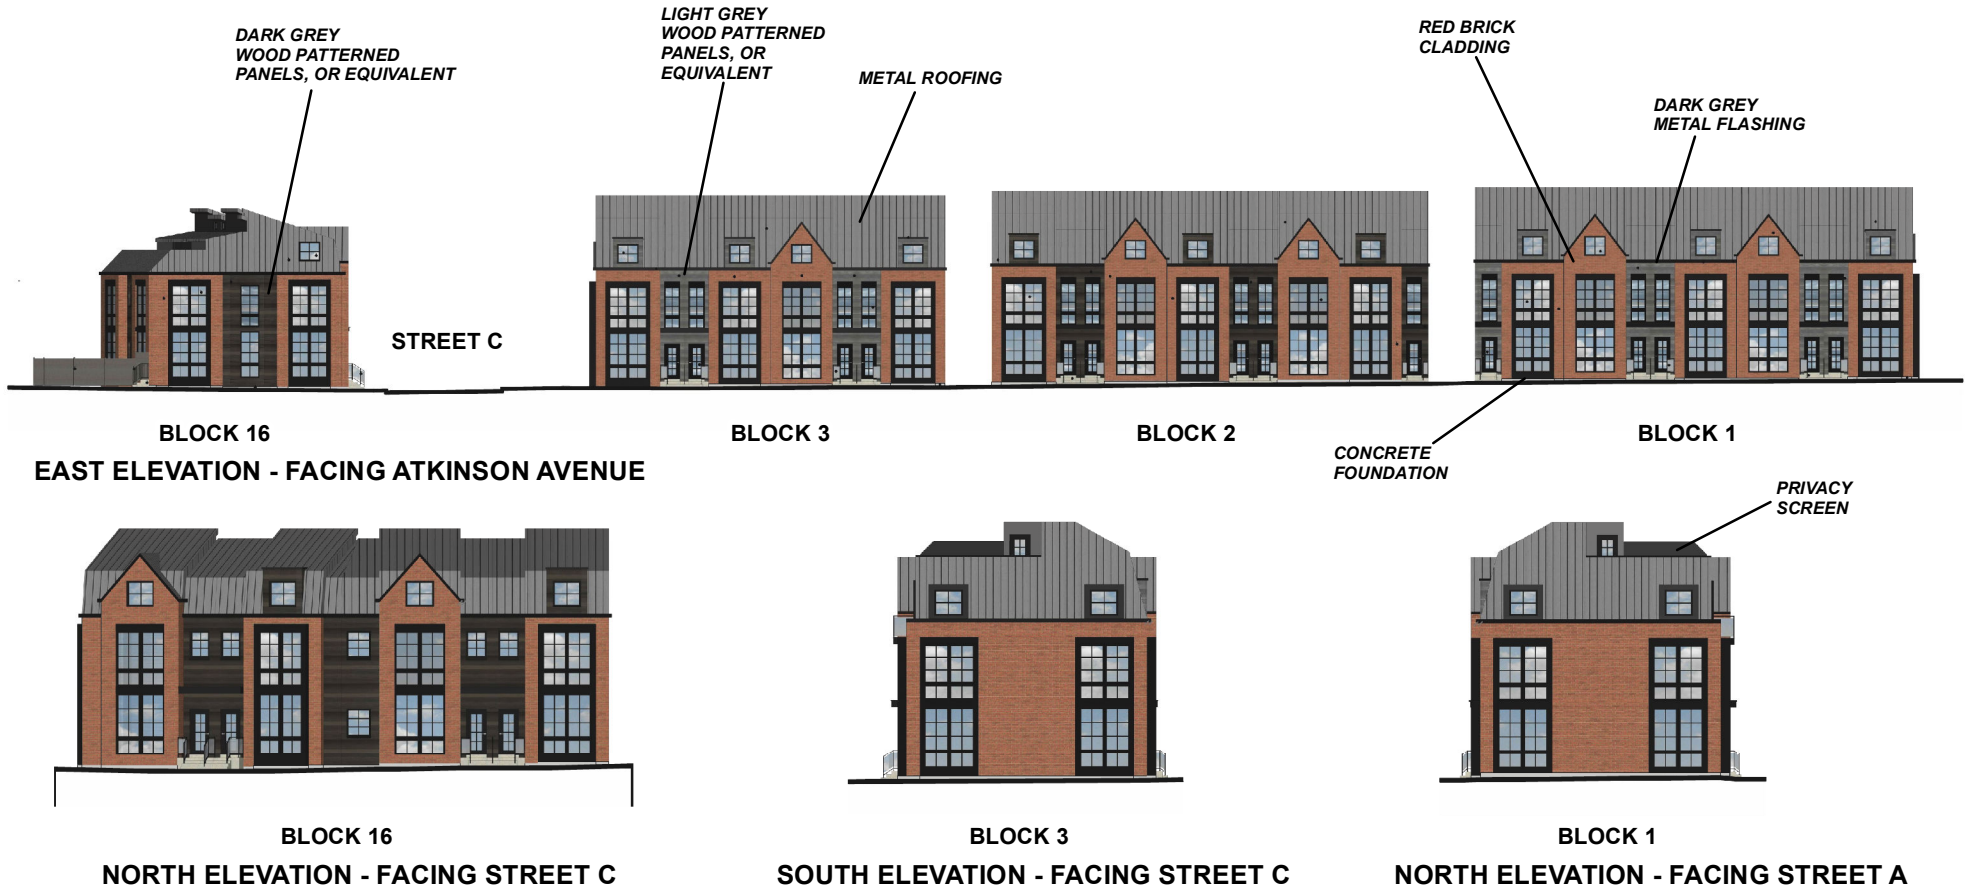 DARK GREY
WOOD PATTERNED
PANELS, OR EQUIVALENT
LIGHT GREY
WOOD PATTERNED
PANELS, OR
EQUIVALENT
METAL ROOFING
RED BRICK
CLADDING
DARK GREY
METAL FLASHING
STREET C
BLOCK 16
BLOCK 3
BLOCK 2
BLOCK 1
CONCRETE
FOUNDATION
EAST ELEVATION - FACING ATKINSON AVENUE
PRIVACY
SCREEN
BLOCK 16
NORTH ELEVATION - FACING STREET C
BLOCK 3
SOUTH ELEVATION - FACING STREET C
BLOCK 1
NORTH ELEVATION - FACING STREET A